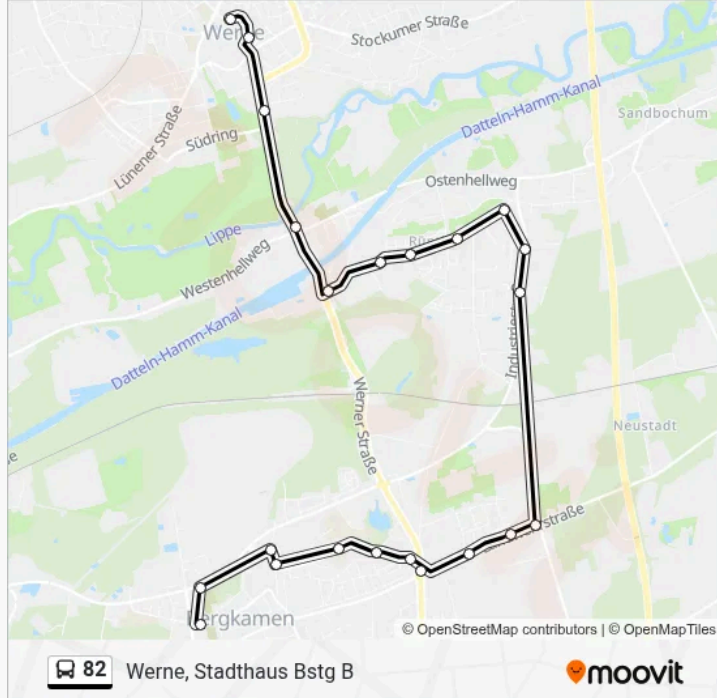 Werne
Stockumer Straße
Datteln-Hamm-Kanal
Sandbochum
Lünener Straße
Südring
Ostenhellweg
Lippe
Westenhellweg
Datteln-Hamm-Kanal
Werner Straße
Neustadt
Bergkamen
© OpenStreetMap contributors | © OpenMapTiles
82 Werne, Stadthaus Bstg B
moovit